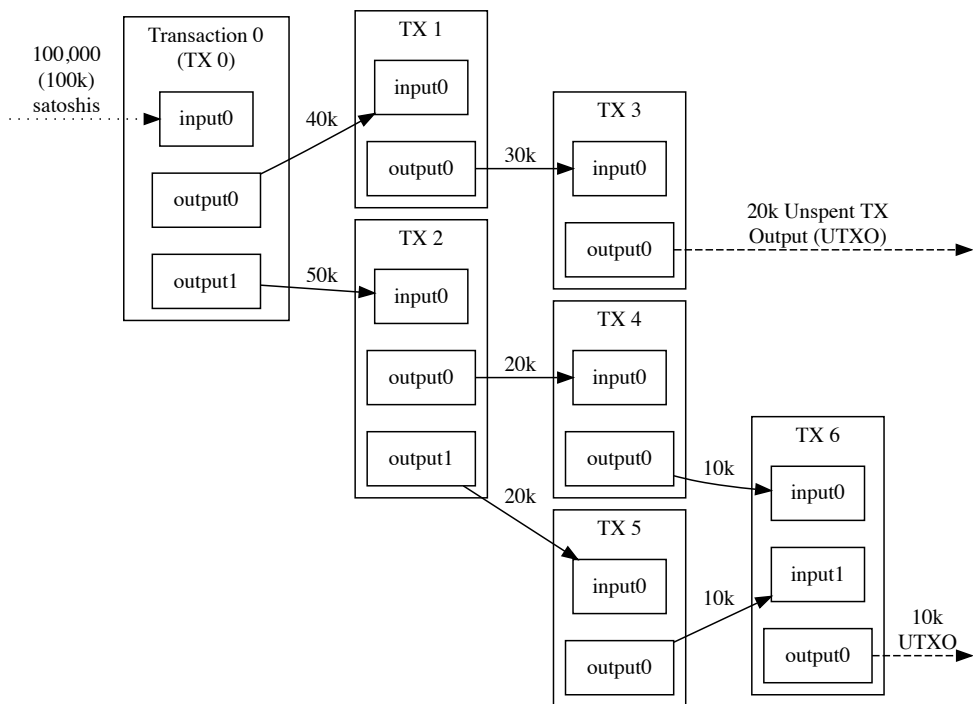 100,000
(100k)
satoshis
Transaction 0
(TX 0)
input0
output0
output1
40k
50k
TX 1
input0
output0
30k
TX 2
input0
output0
output1
20k
20k
TX 3
input0
output0
20k Unspent TX
Output (UTXO)
TX 4
input0
output0
10k
TX 5
input0
output0
10k
TX 6
input0
input1
output0
10k
UTXO